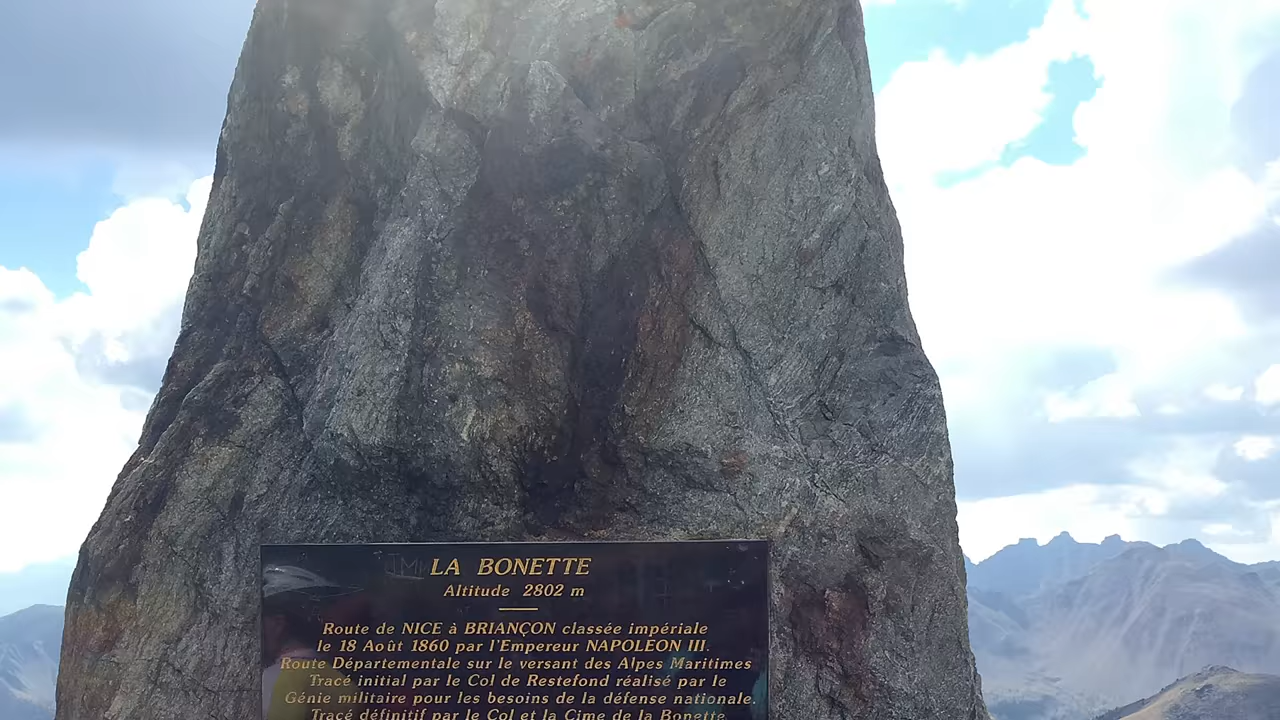 LA BONETTE
Altitude 2802 m
Route de NICE à BRIANÇON classée impériale
le 18 Août 1860 par l'Empereur NAPOLEON III.
Route Départementale sur le versant des Alpes Maritimes
Tracé initial par le Col de Restefond réalisé par le
Génie militaire pour les besoins de la défense nationale.
Tracé définitif par le Col et la Cime de la Bonette